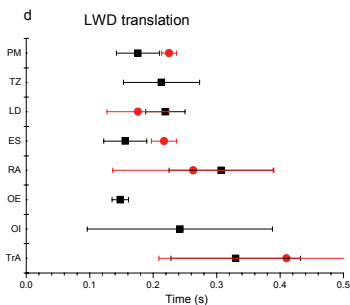 d
LWD translation
PM
TZ
LD
ES
RA
OE
OI
TrA
0.0 0.1 0.2 0.3 0.4 0.5
Time (s)